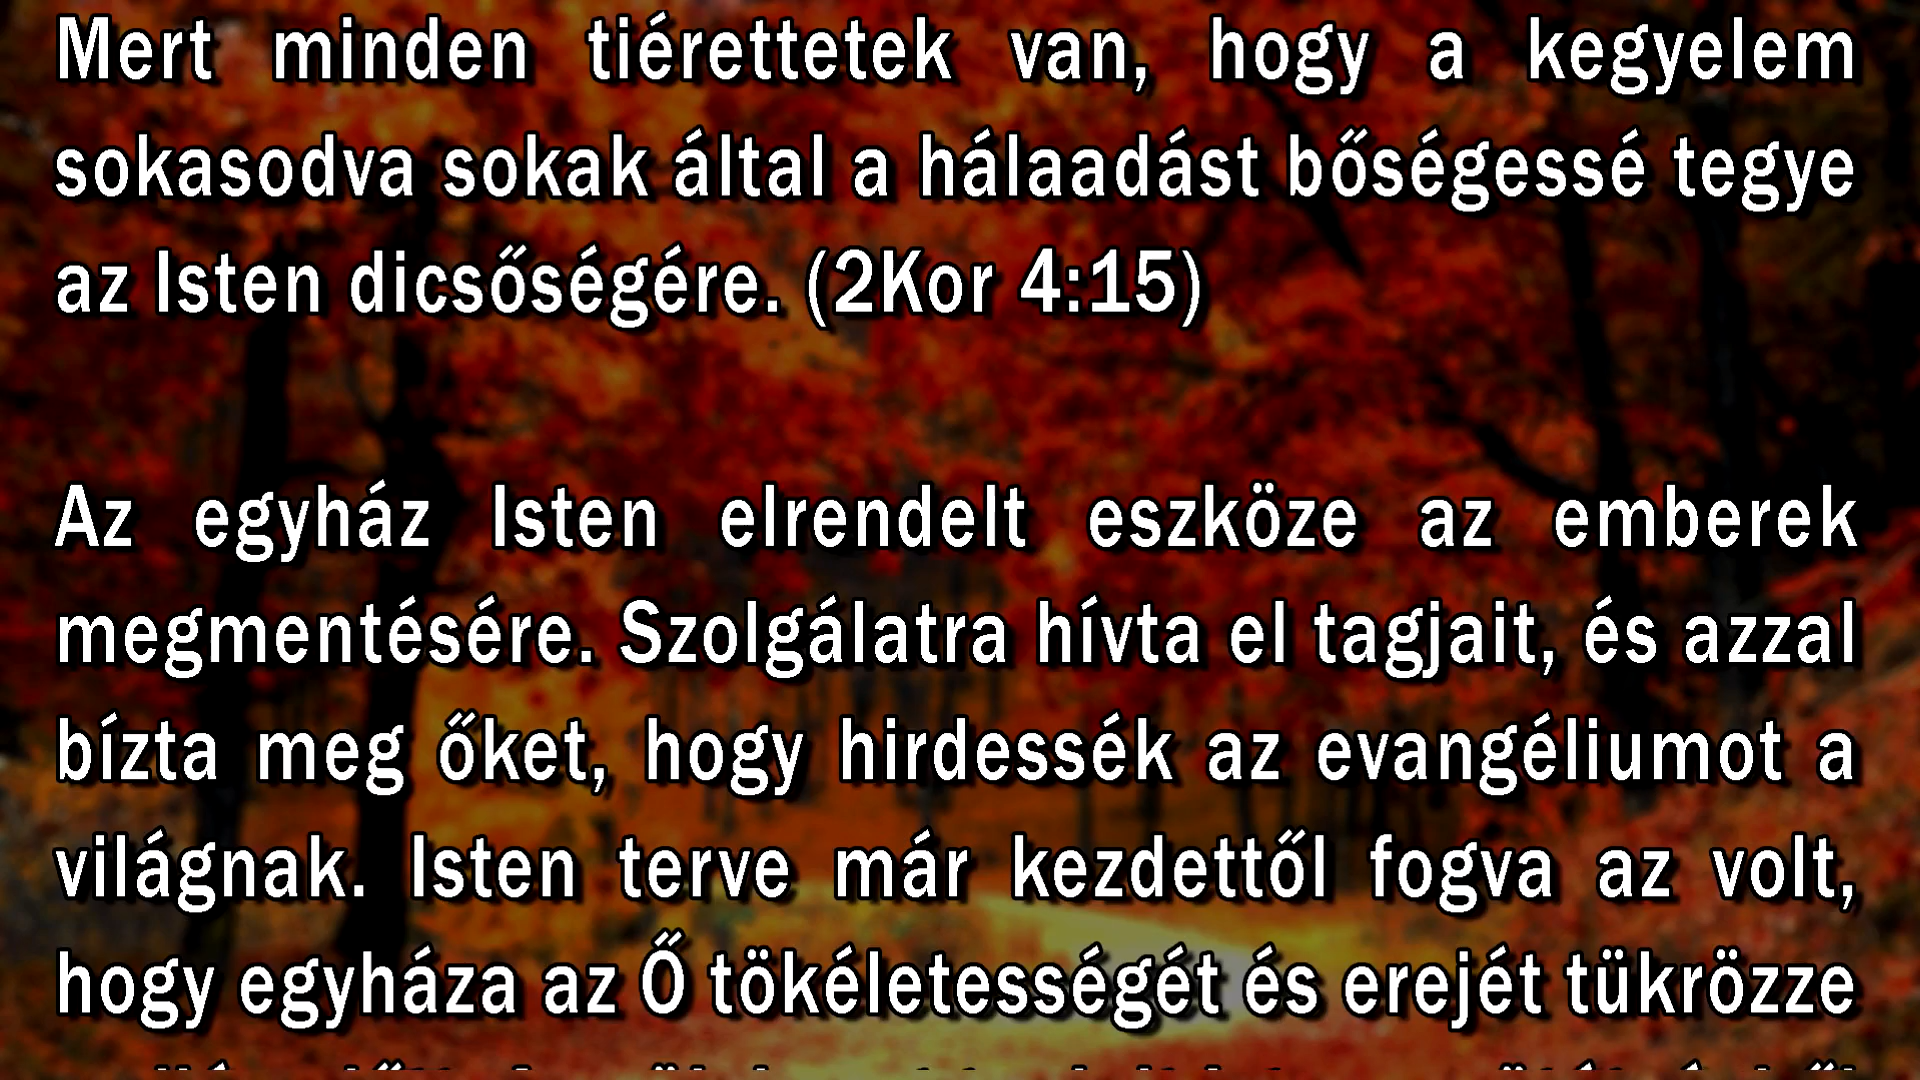 Mert minden tiérettetek van, hogy a kegyelem
sokasodva sokak által a hálaadást bőségessé tegye
az Isten dicsőségére. (2Kor 4:15)
Az egyház Isten elrendelt eszköze az emberek
megmentésére. Szolgálatra hívta el tagjait, és azzal
bízta meg őket, hogy hirdessék az evangéliumot a
világnak. Isten terve már kezdettől fogva az volt,
hogy egyháza az Ő tökéletességét és erejét tükrözze